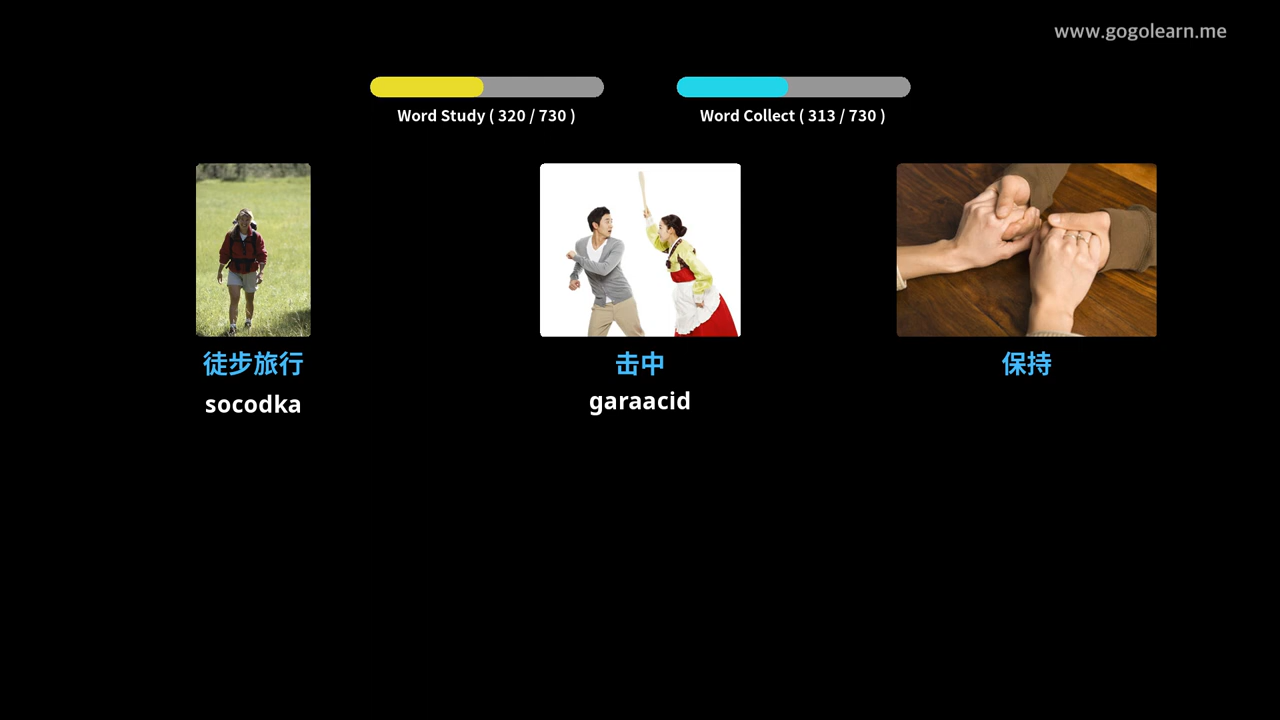 www.gogolearn.me
Word Study ( 320 / 730 )
Word Collect ( 313 / 730 )
徒步旅行
击中
保持
socodka
garaacid